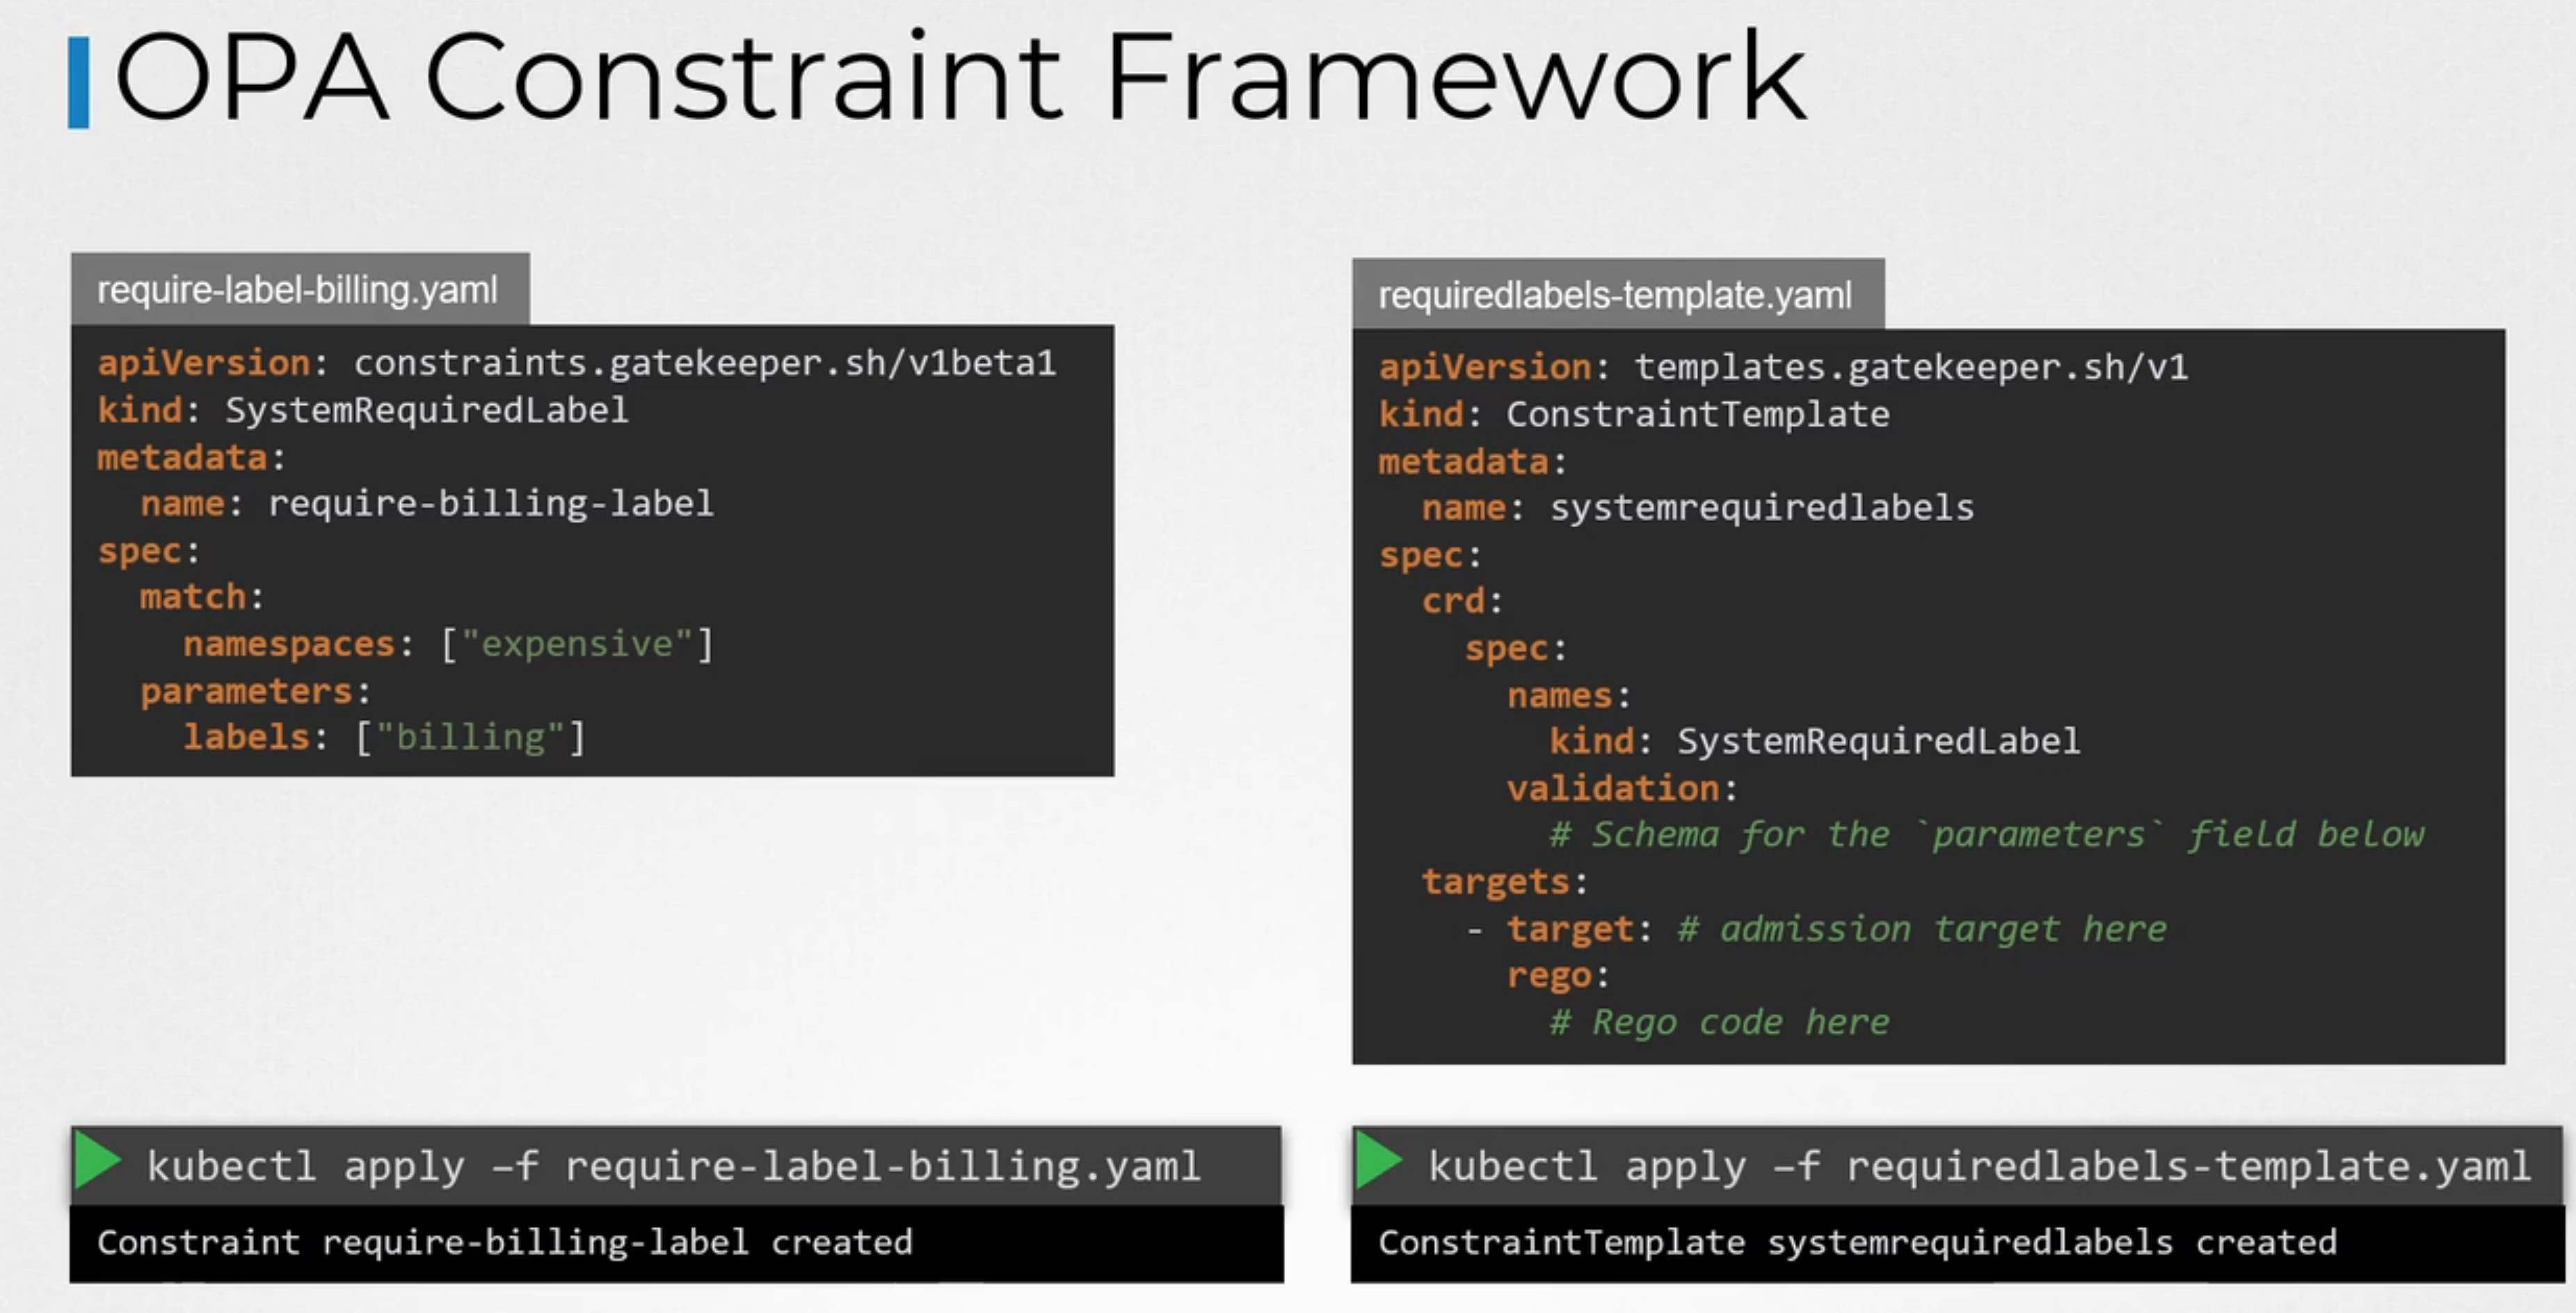 OPA Constraint Framework
require-label-billing.yaml
apiVersion: constraints.gatekeeper.sh/v1beta1
kind: SystemRequiredLabel
metadata:
  name: require-billing-label
spec:
  match:
    namespaces: ["expensive"]
  parameters:
    labels: ["billing"]
kubectl apply –f require-label-billing.yaml
Constraint require-billing-label created
requiredlabels-template.yaml
apiVersion: templates.gatekeeper.sh/v1
kind: ConstraintTemplate
metadata:
  name: systemrequiredlabels
spec:
  crd:
    spec:
      names:
        kind: SystemRequiredLabel
      validation:
        # Schema for the `parameters` field below
  targets:
    - target: # admission target here
      rego:
        # Rego code here
kubectl apply –f requiredlabels-template.yaml
ConstraintTemplate systemrequiredlabels created